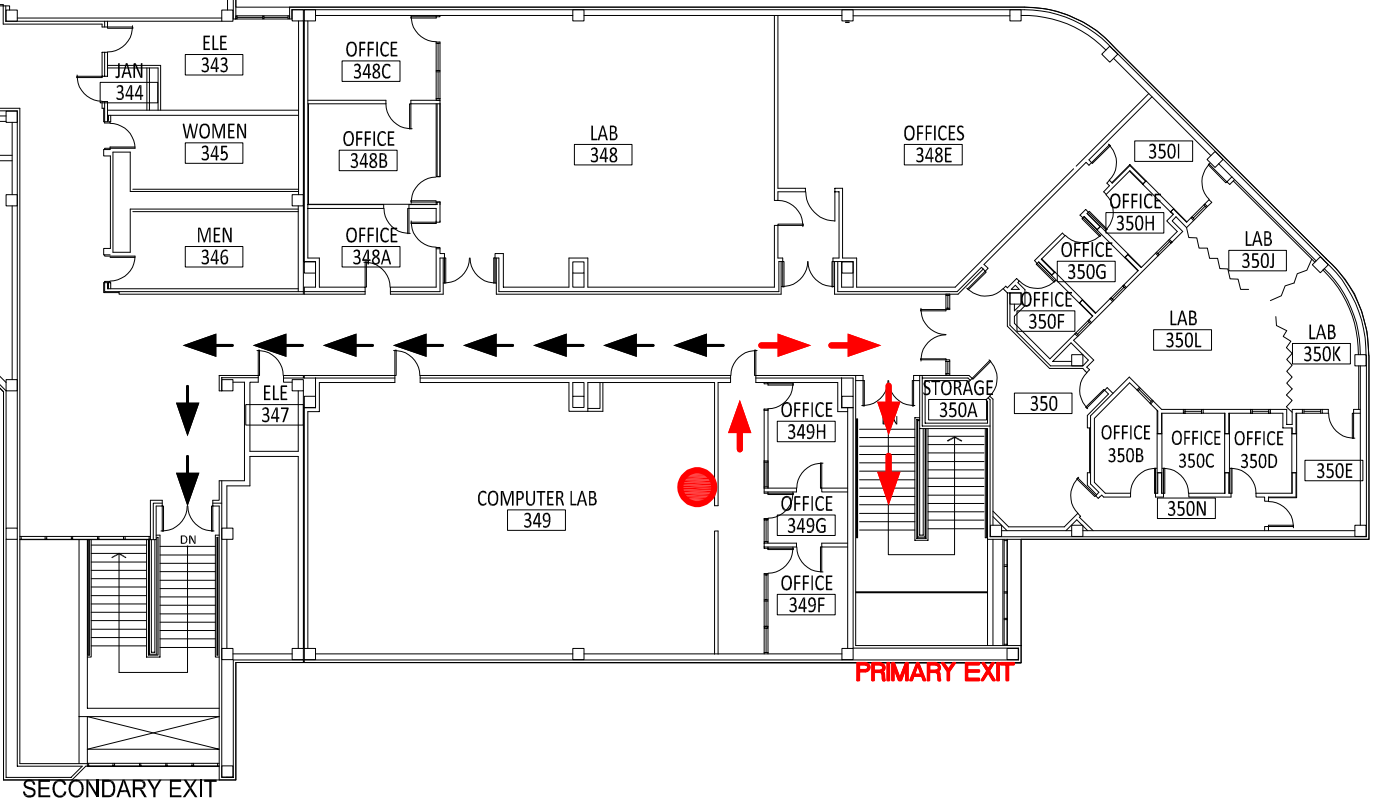 ELE
343
JAN
344
WOMEN
345
MEN
346
OFFICE
348C
OFFICE
348B
OFFICE
348A
LAB
348
OFFICES
348E
350I
OFFICE
350H
OFFICE
350G
OFFICE
350F
LAB
350J
LAB
350L
LAB
350K
ELE
347
COMPUTER LAB
349
OFFICE
349H
OFFICE
349G
OFFICE
349F
DN
STORAGE
350A
350
OFFICE
350B
OFFICE
350C
OFFICE
350D
350E
350N
DN
PRIMARY EXIT
SECONDARY EXIT